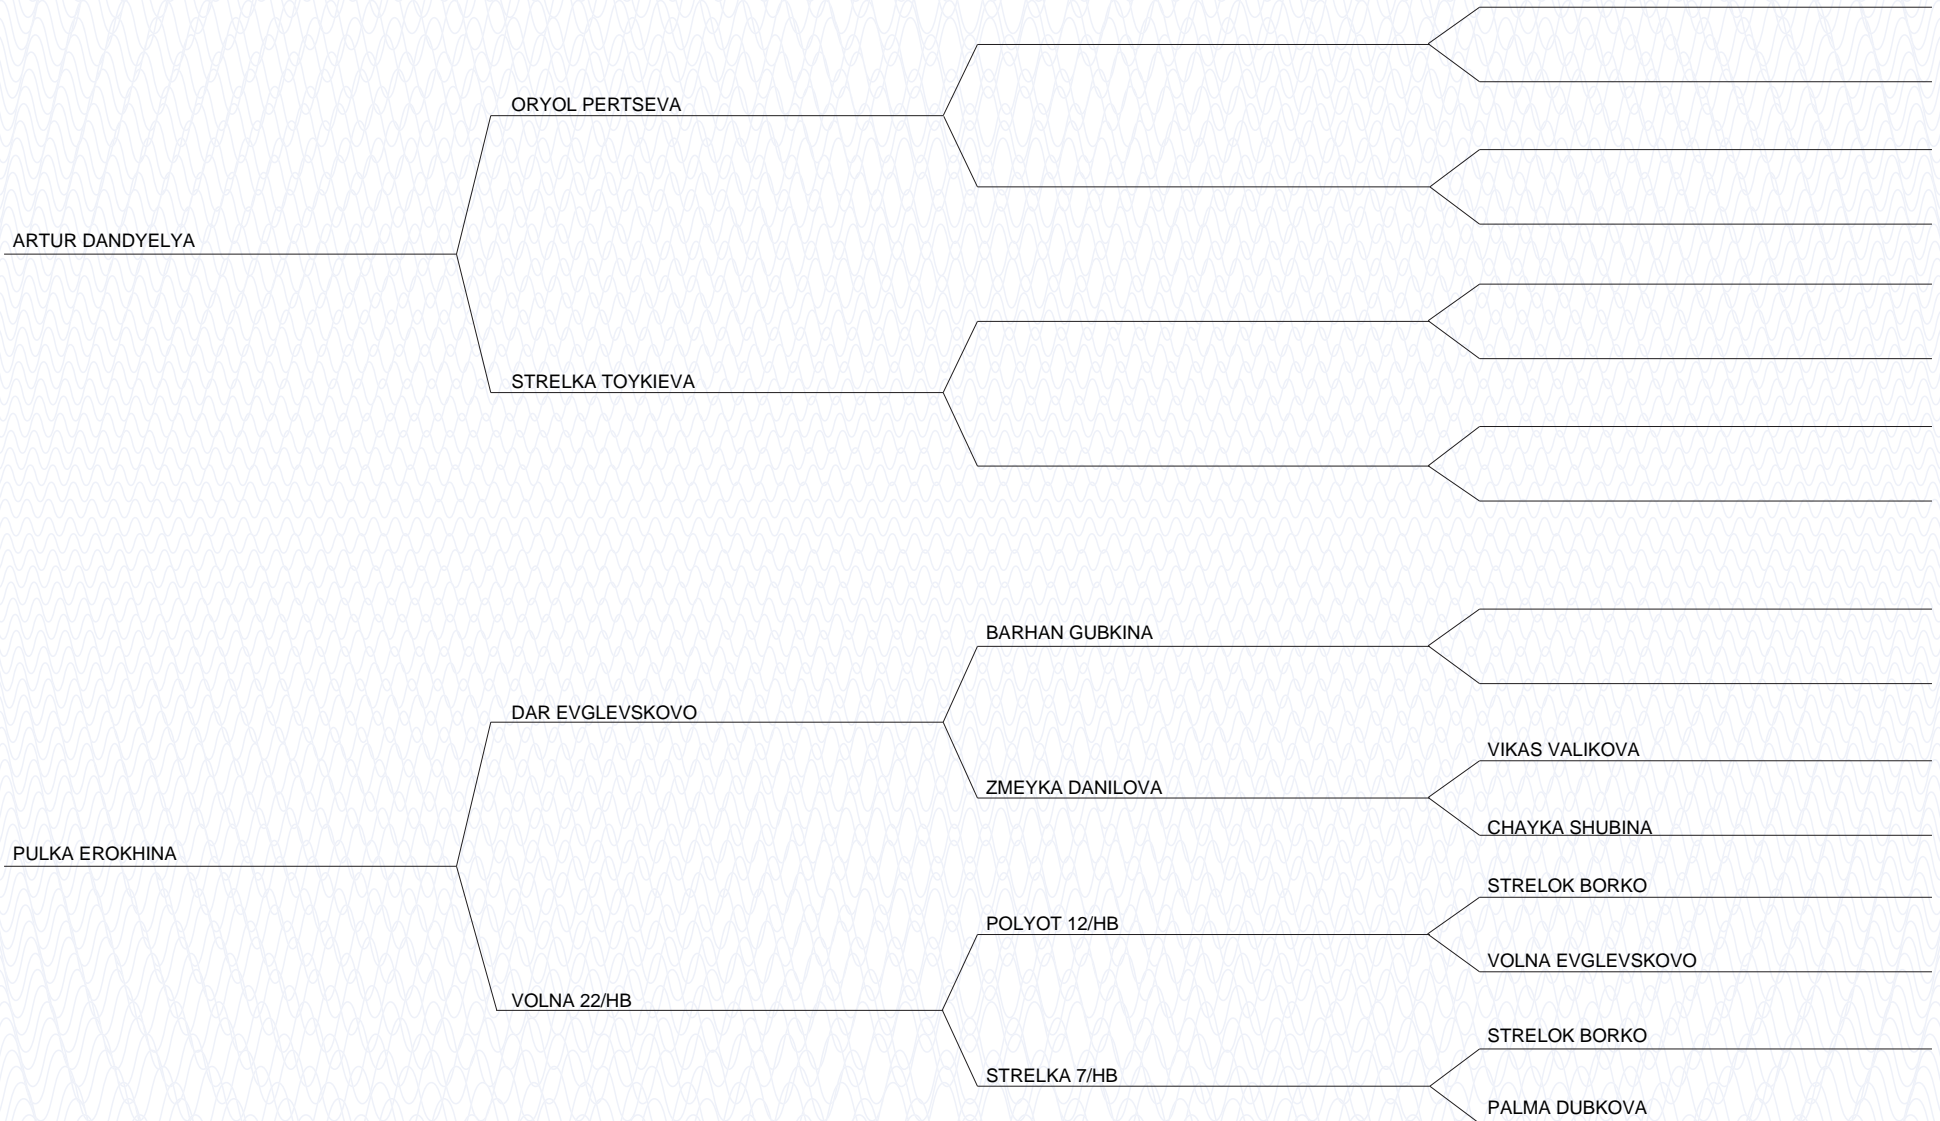 ORYOL PERTSEVA
ARTUR DANDYELYA
STRELKA TOYKIEVA
BARHAN GUBKINA
DAR EVGLEVSKOVO
VIKAS VALIKOVA
ZMEYKA DANILOVA
CHAYKA SHUBINA
PULKA EROKHINA
STRELOK BORKO
POLYOT 12/HB
VOLNA EVGLEVSKOVO
VOLNA 22/HB
STRELOK BORKO
STRELKA 7/HB
PALMA DUBKOVA